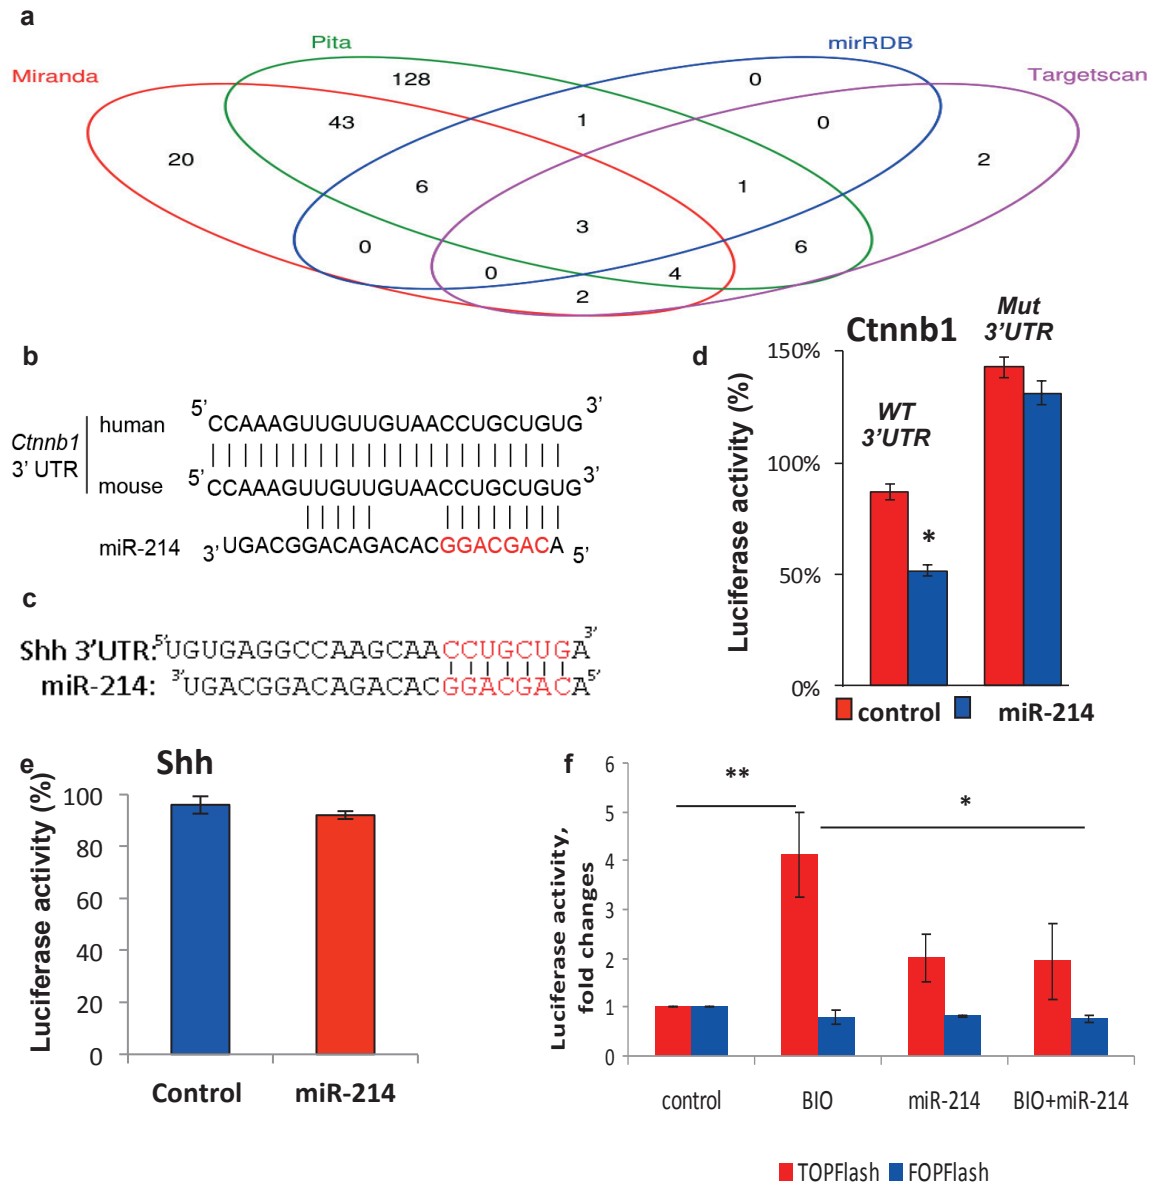 a
Pita
mirRDB
Miranda
Targetscan
128
0
43
1
0
20
2
6
1
3
0
6
0
4
2
b
Ctnnb1
3' UTR
human
5'
CCAAAGUUGUUGUAACCUGCUGUG
3'
mouse
5'
CCAAAGUUGUUGUAACCUGCUGUG
3'
miR-214
3'
UGACGGACAGACACGGACGACA
5'
c
Shh 3'UTR:
5'
UGUGAGGCCAAGCAACCUGCUGA
3'
miR-214:
3'
UGACGGACAGACACGGACGACA
5'
d
Ctnnb1
Mut
3'UTR
WT
3'UTR
Luciferase activity (%)
150%
100%
50%
0%
*
control
miR-214
e
Shh
Luciferase activity (%)
100
80
60
40
20
0
Control
miR-214
f
Luciferase activity,
fold changes
6
5
4
3
2
1
0
**
*
control
BIO
miR-214
BIO+miR-214
TOPFlash
FOPFlash